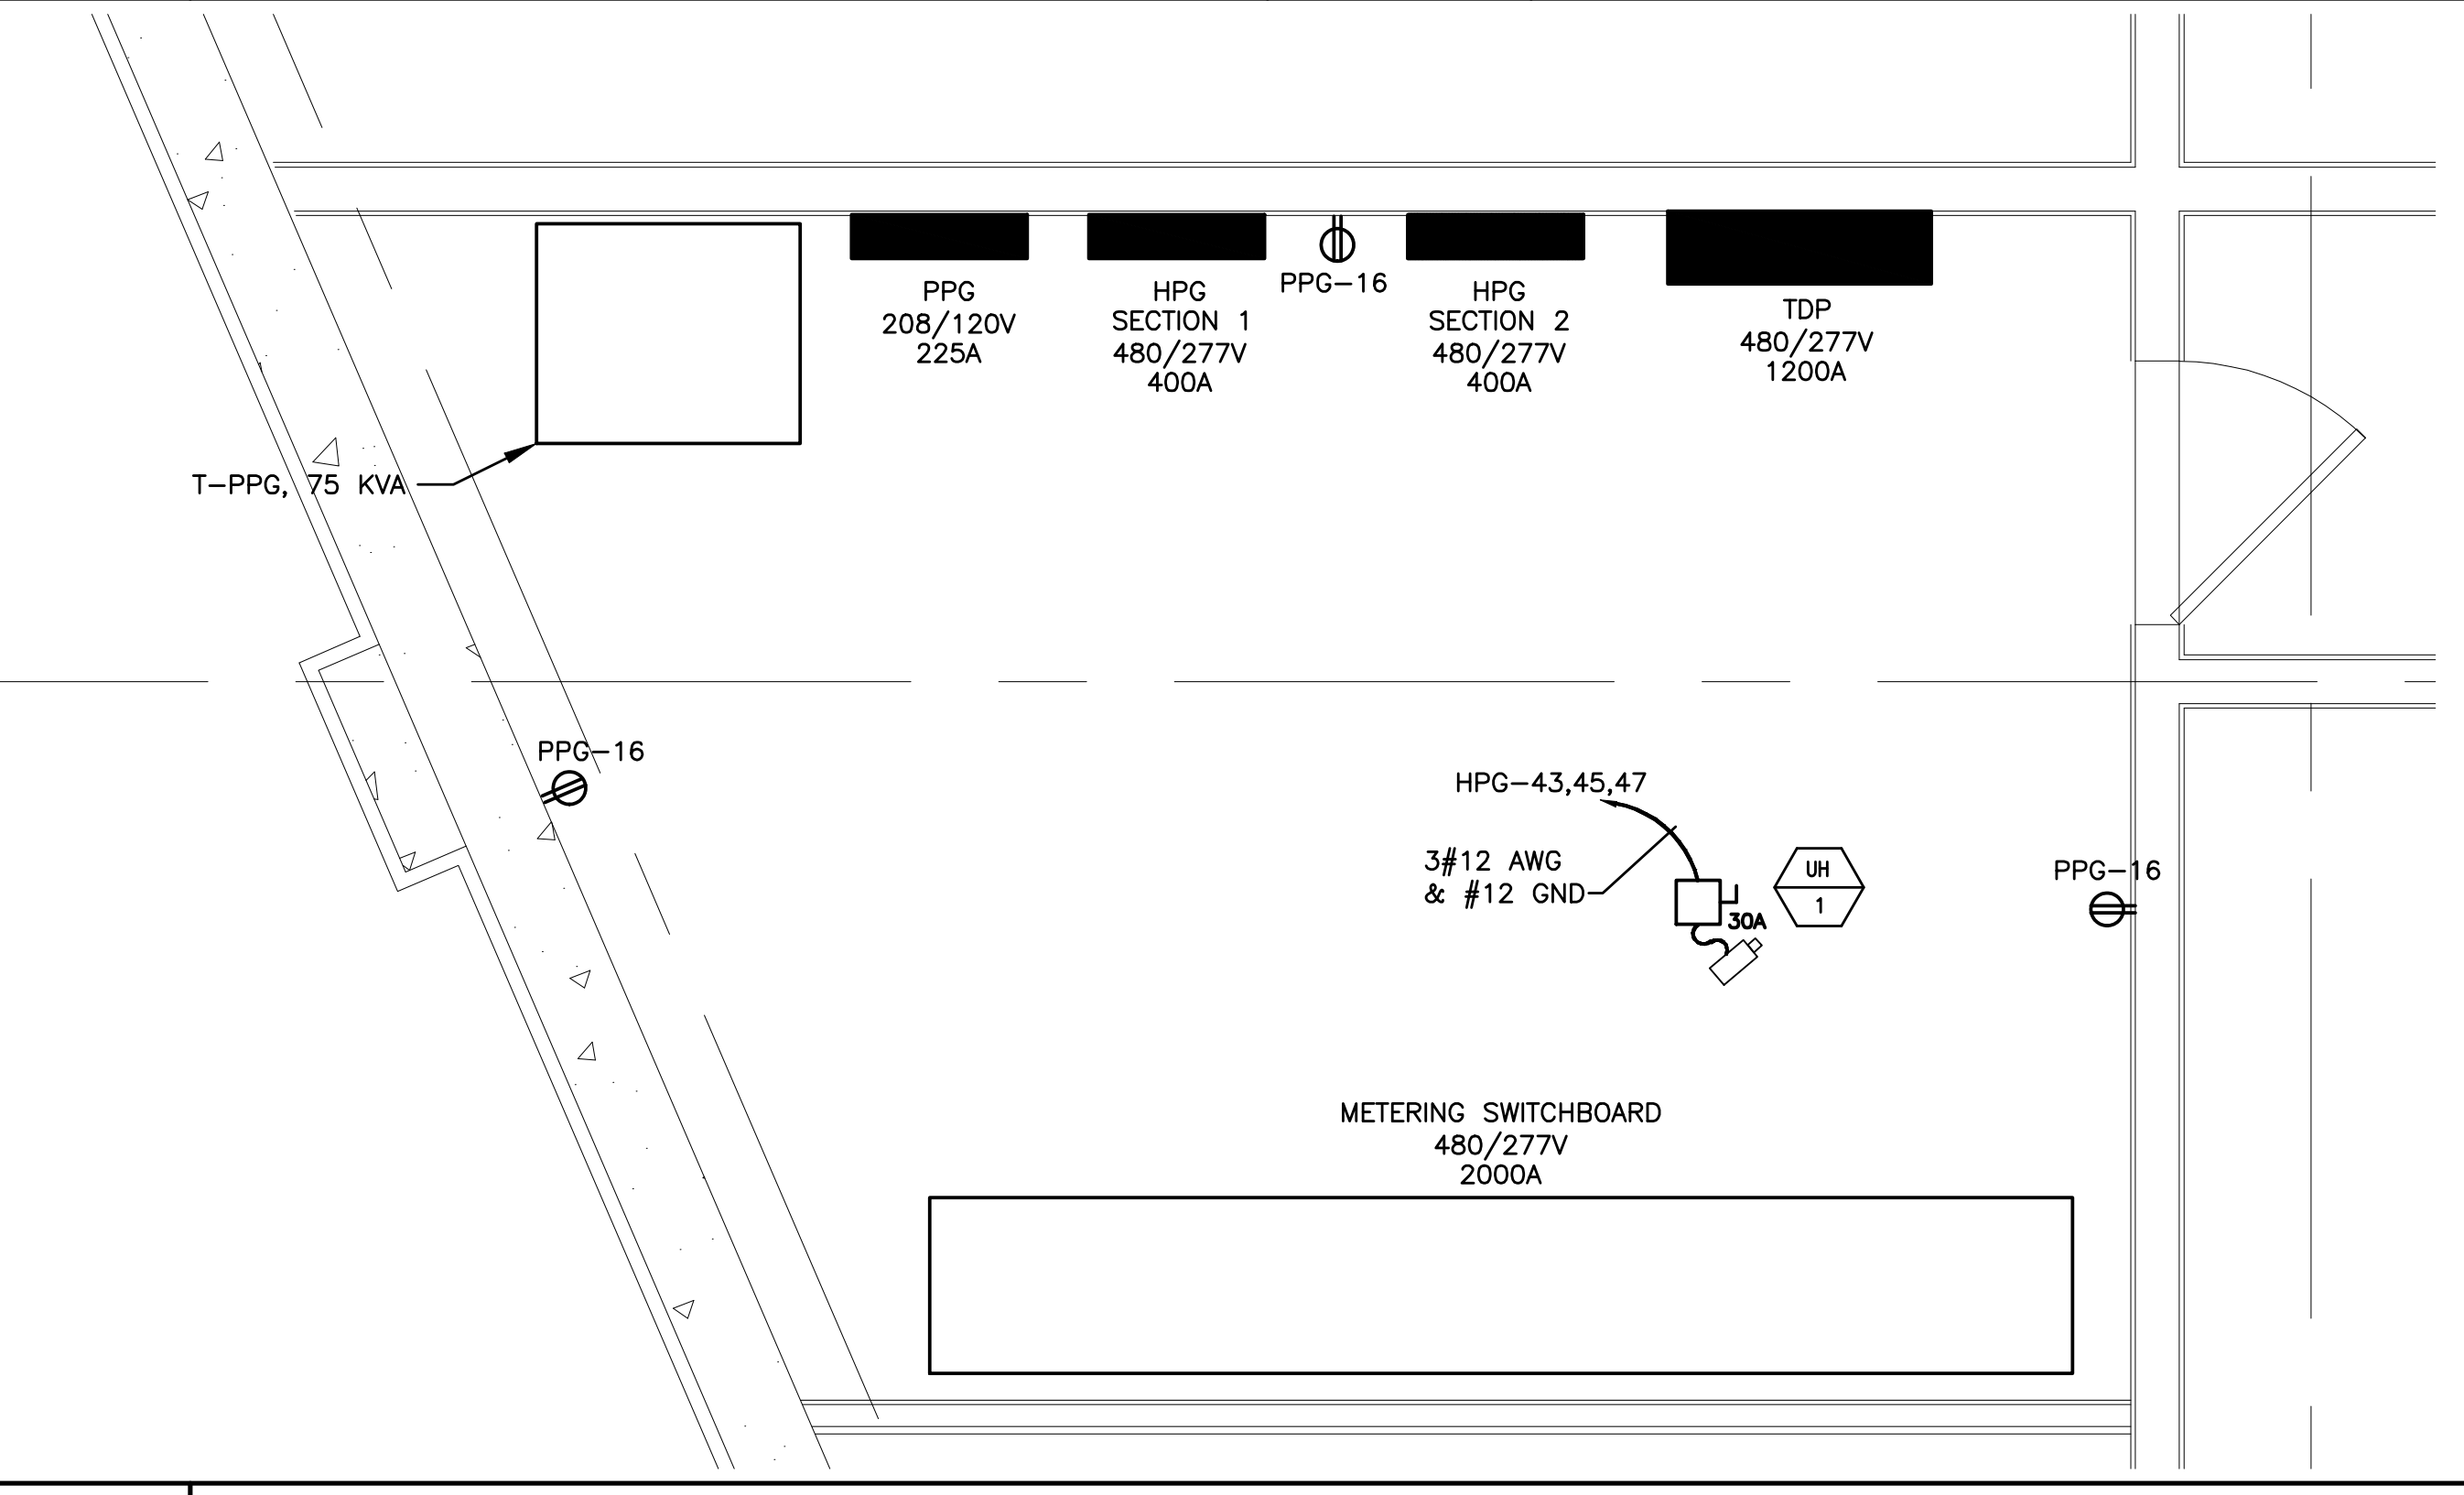 PPG
208/120V
225A
HPG
SECTION 1
480/277V
400A
PPG-16
HPG
SECTION 2
480/277V
400A
TDP
480/277V
1200A
T-PPG, 75 KVA
PPG-16
HPG-43,45,47
3#12 AWG
& #12 GND
30A
UH
1
PPG-16
METERING SWITCHBOARD
480/277V
2000A